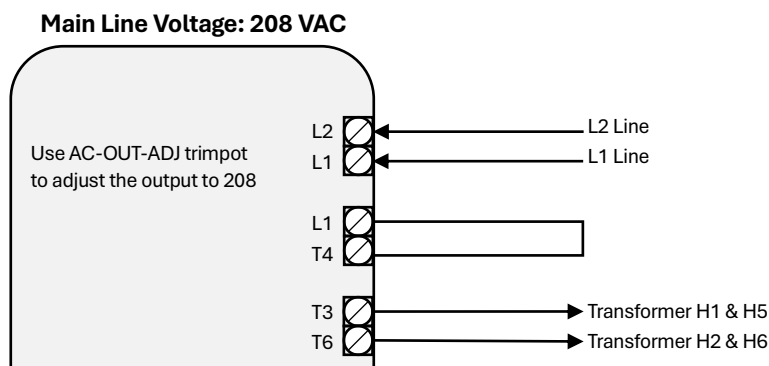 Main Line Voltage: 208 VAC
Use AC-OUT-ADJ trimpot
to adjust the output to 208
L2
L2 Line
L1
L1 Line
L1
T4
T3
Transformer H1 & H5
T6
Transformer H2 & H6